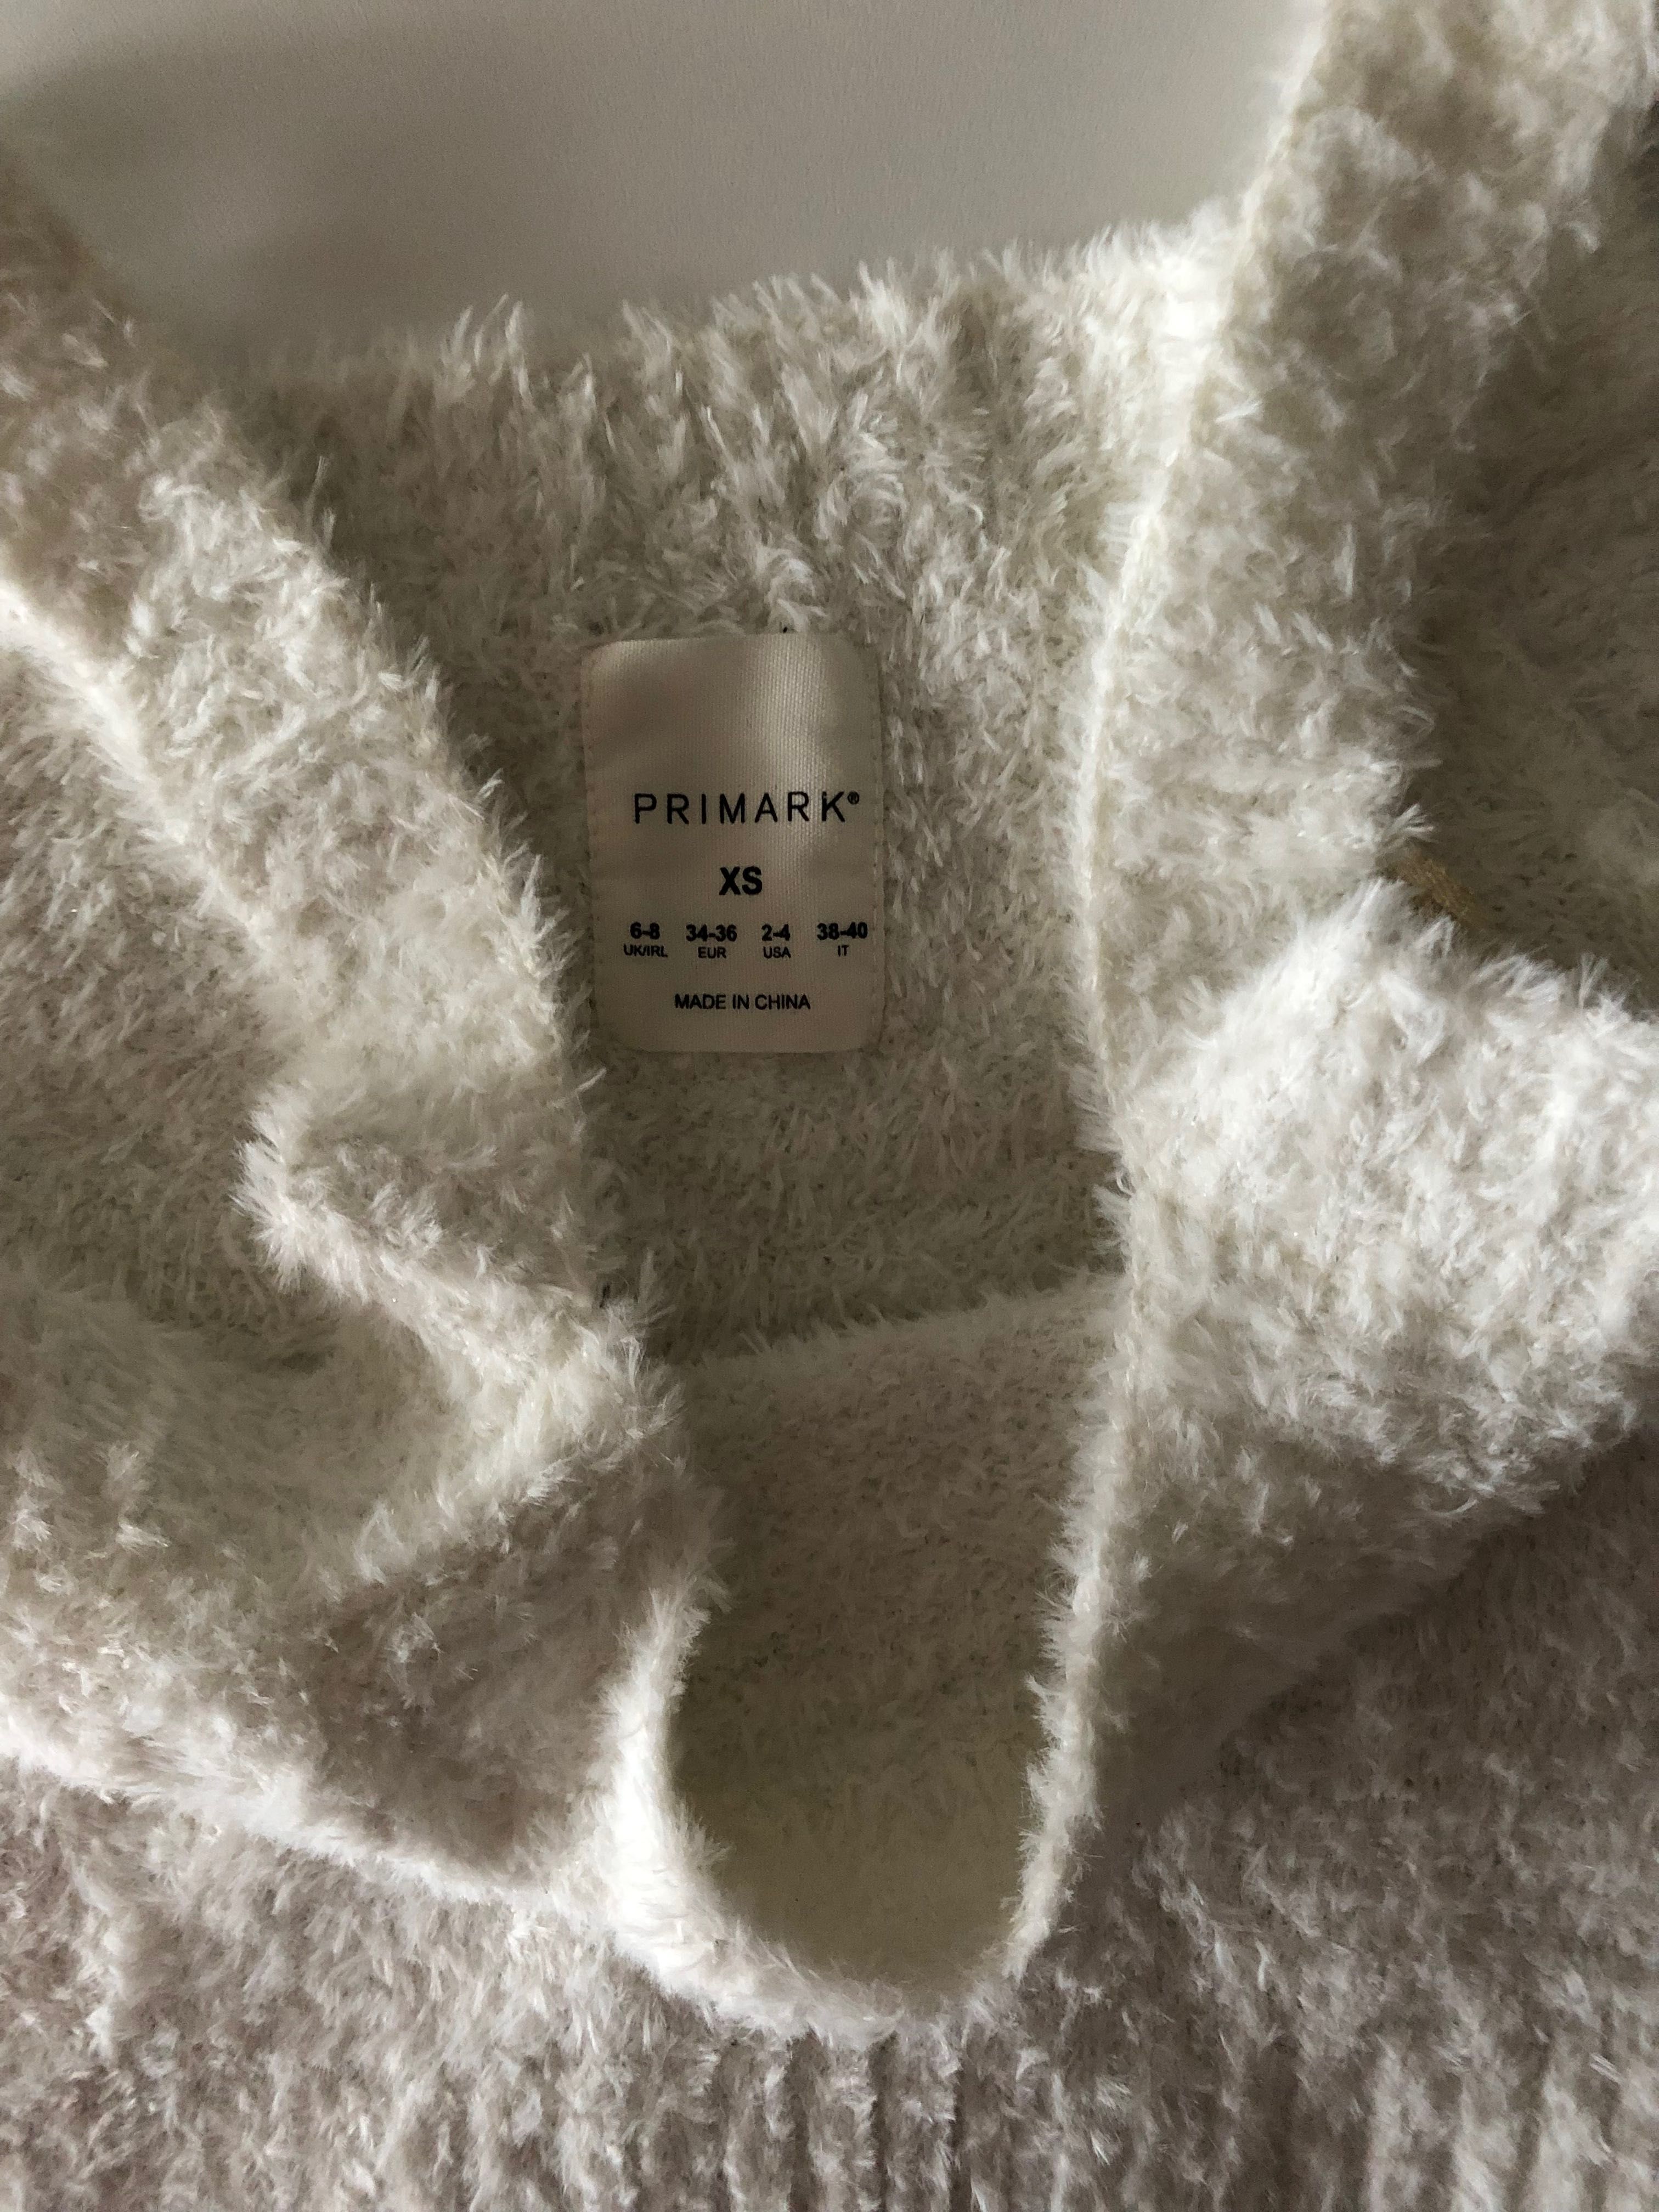 PRIMARK®
XS
6-8 34-36 2-4 38-40
UK/IRL EUR USA IT
MADE IN CHINA